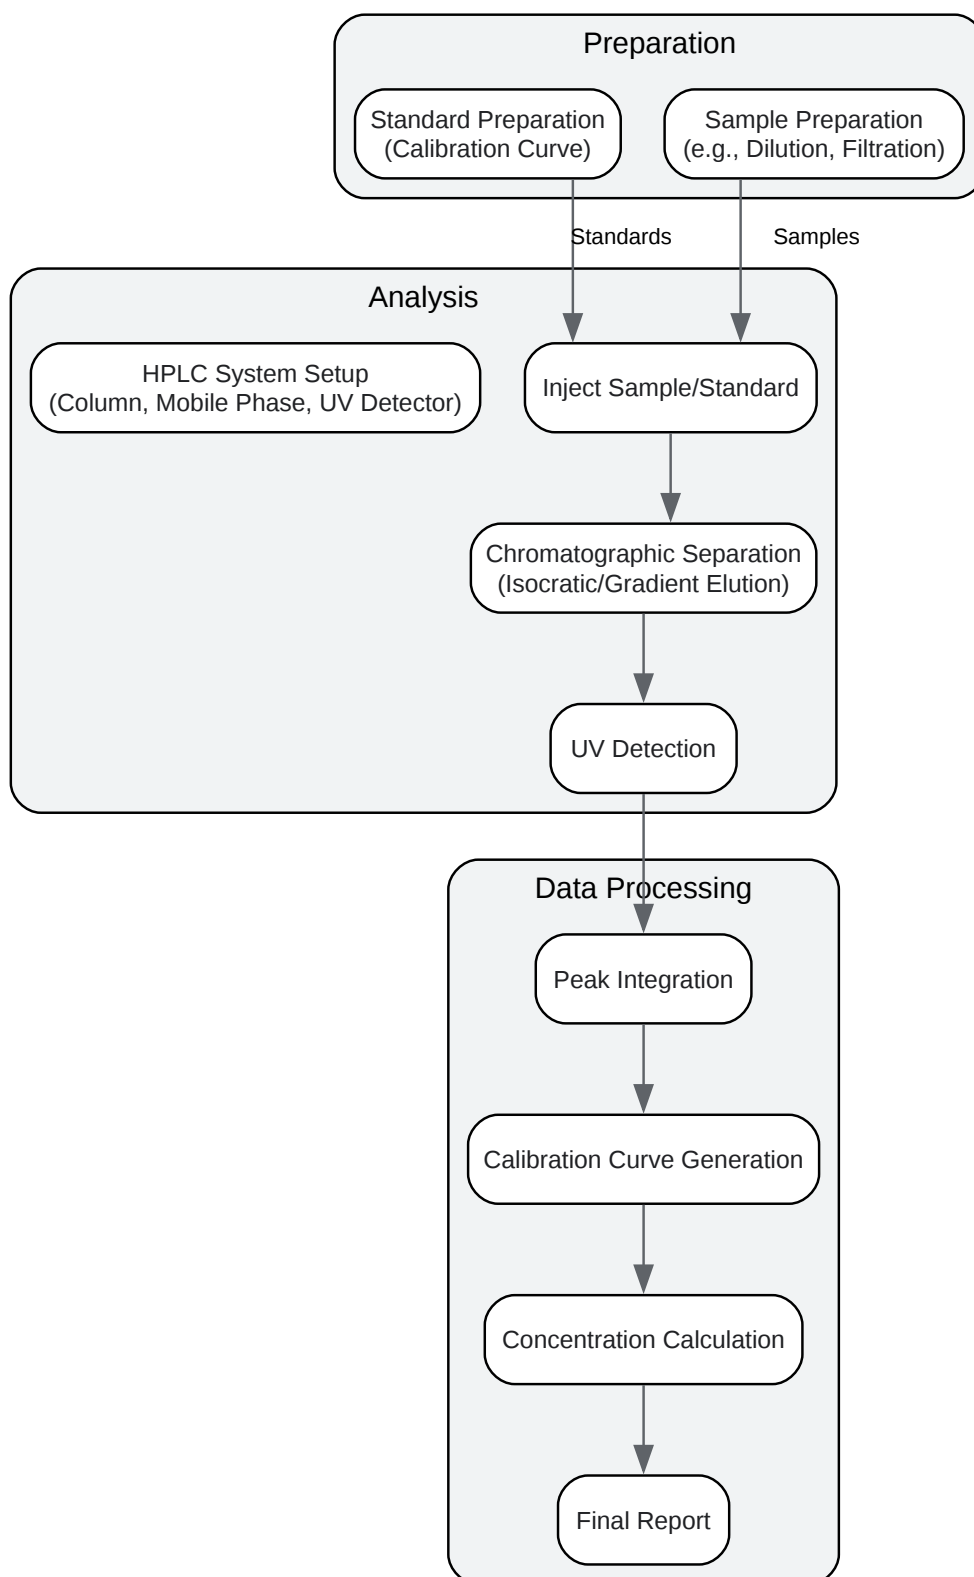 Preparation
Standard Preparation
(Calibration Curve)
Sample Preparation
(e.g., Dilution, Filtration)
Standards
Samples
Analysis
HPLC System Setup
(Column, Mobile Phase, UV Detector)
Inject Sample/Standard
Chromatographic Separation
(Isocratic/Gradient Elution)
UV Detection
Data Processing
Peak Integration
Calibration Curve Generation
Concentration Calculation
Final Report